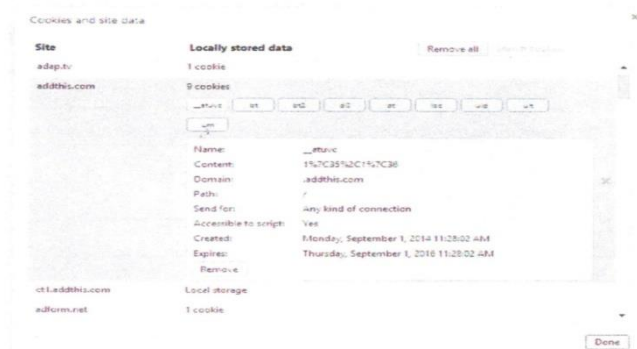 Cookies and site data
Site Locally stored data Remove all
adap.tv 1 cookie
addthis.com 9 cookies
__atuvc
Name: __atuvc
Content: 1%7C35%2C1%7C36
Domain: .addthis.com
Path: /
Send for: Any kind of connection
Accessible to script: Yes
Created: Monday, September 1, 2014 11:28:02 AM
Expires: Thursday, September 1, 2016 11:28:02 AM
Remove
ct1.addthis.com Local storage
adform.net 1 cookie
Done